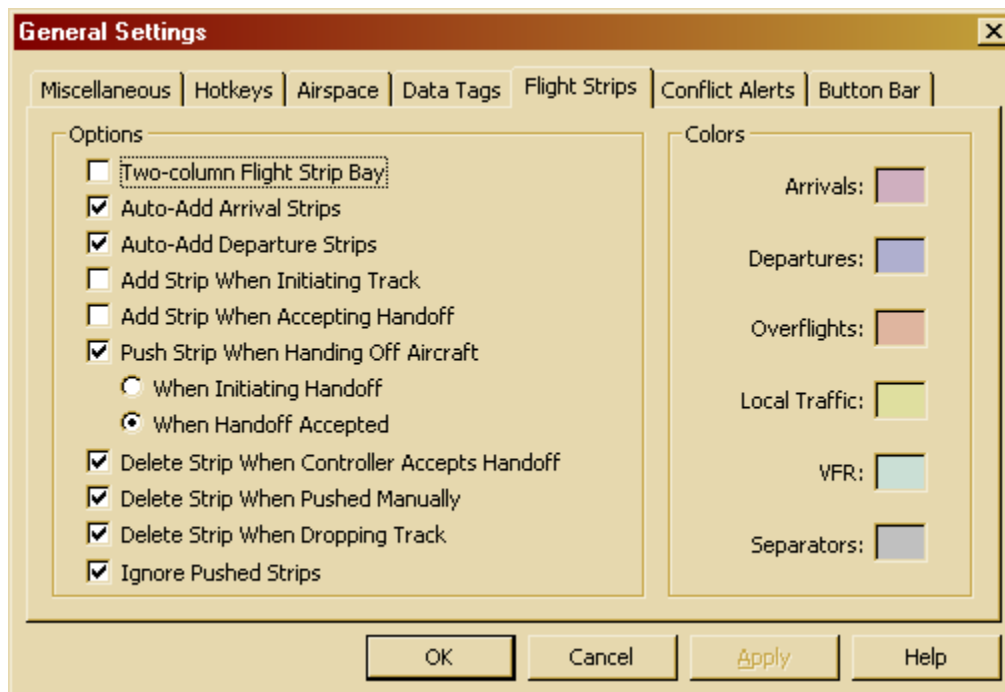 General Settings
Miscellaneous Hotkeys Airspace Data Tags Flight Strips Conflict Alerts Button Bar
Options
Two-column Flight Strip Bay
Auto-Add Arrival Strips
Auto-Add Departure Strips
Add Strip When Initiating Track
Add Strip When Accepting Handoff
Push Strip When Handing Off Aircraft
When Initiating Handoff
When Handoff Accepted
Delete Strip When Controller Accepts Handoff
Delete Strip When Pushed Manually
Delete Strip When Dropping Track
Ignore Pushed Strips
Colors
Arrivals:
Departures:
Overflights:
Local Traffic:
VFR:
Separators:
OK Cancel Apply Help